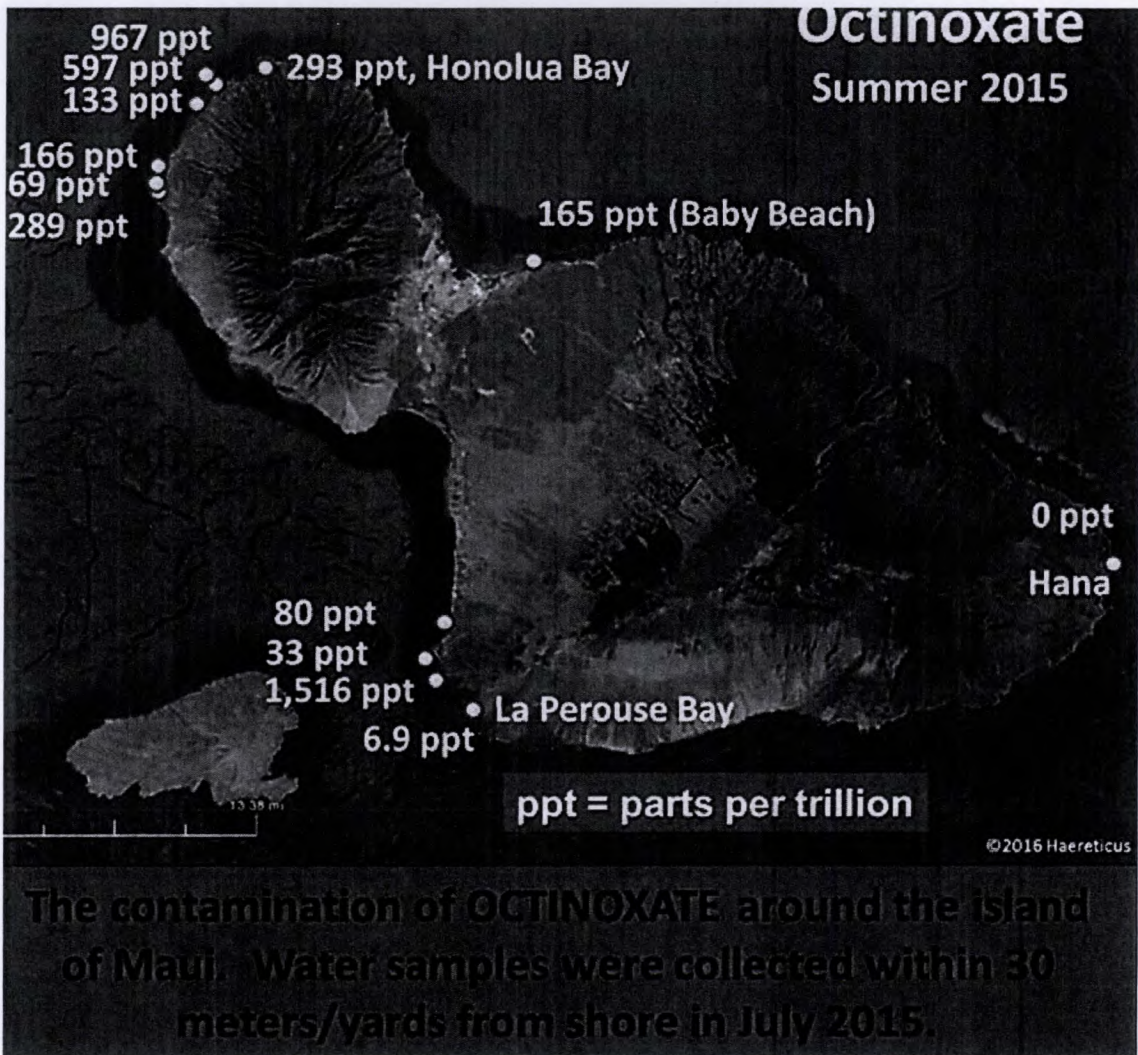 Octinoxate
Summer 2015
967 ppt
597 ppt
133 ppt
293 ppt, Honolua Bay
166 ppt
69 ppt
289 ppt
165 ppt (Baby Beach)
0 ppt
Hana
80 ppt
33 ppt
1,516 ppt
6.9 ppt
La Perouse Bay
13.38 mi
ppt = parts per trillion
©2016 Haereticus
The contamination of OCTINOXATE around the island
of Maui. Water samples were collected within 30
meters/yards from shore in July 2015.